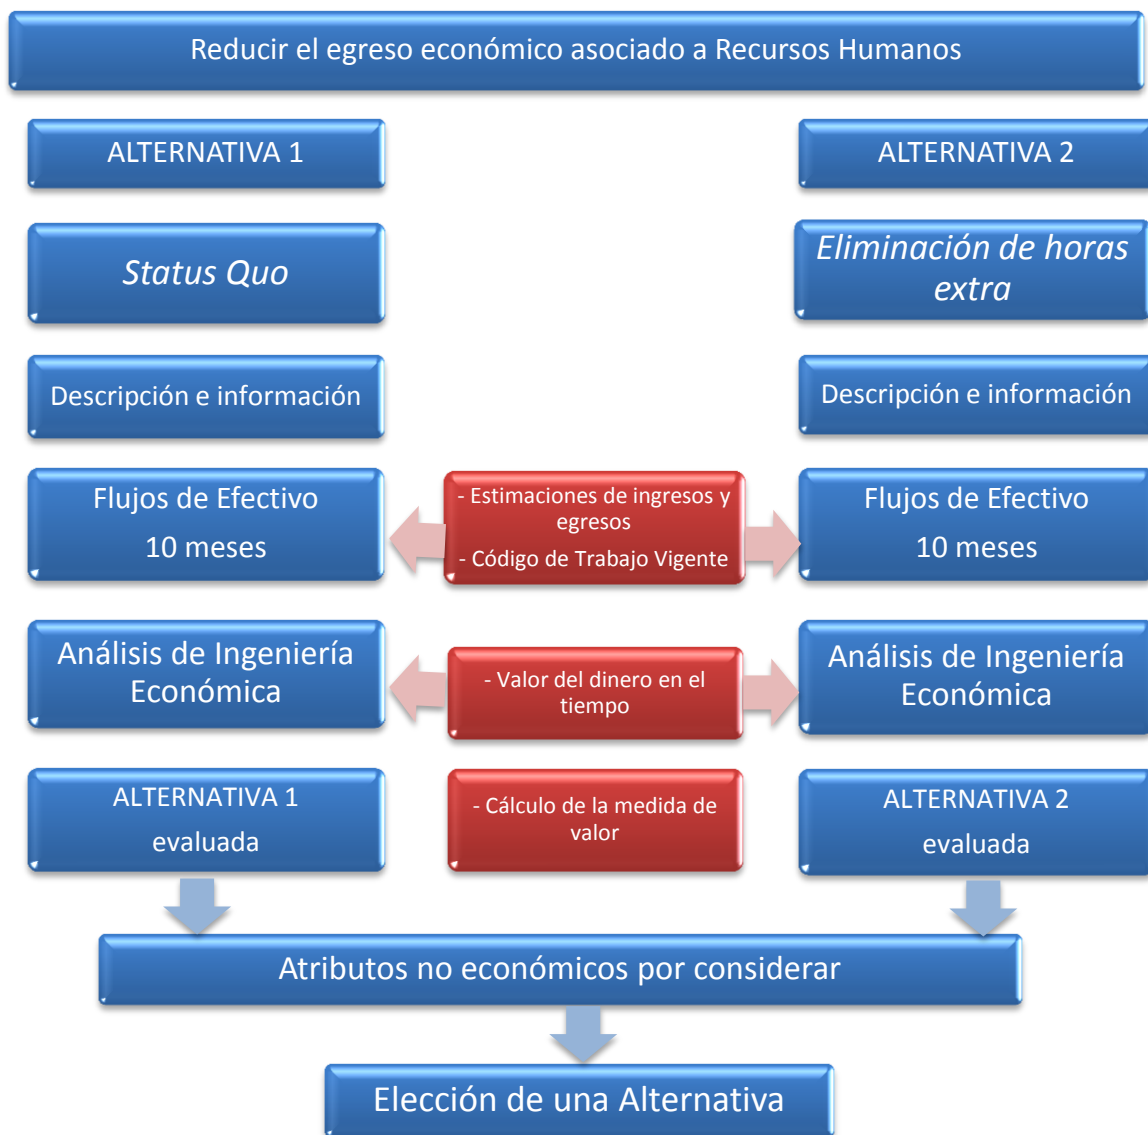 Reducir el egreso económico asociado a Recursos Humanos
ALTERNATIVA 1
ALTERNATIVA 2
Status Quo
Eliminación de horas
extra
Descripción e información
Descripción e información
Flujos de Efectivo
10 meses
- Estimaciones de ingresos y
egresos
- Código de Trabajo Vigente
Flujos de Efectivo
10 meses
Análisis de Ingeniería
Económica
- Valor del dinero en el
tiempo
Análisis de Ingeniería
Económica
ALTERNATIVA 1
evaluada
- Cálculo de la medida de
valor
ALTERNATIVA 2
evaluada
Atributos no económicos por considerar
Elección de una Alternativa